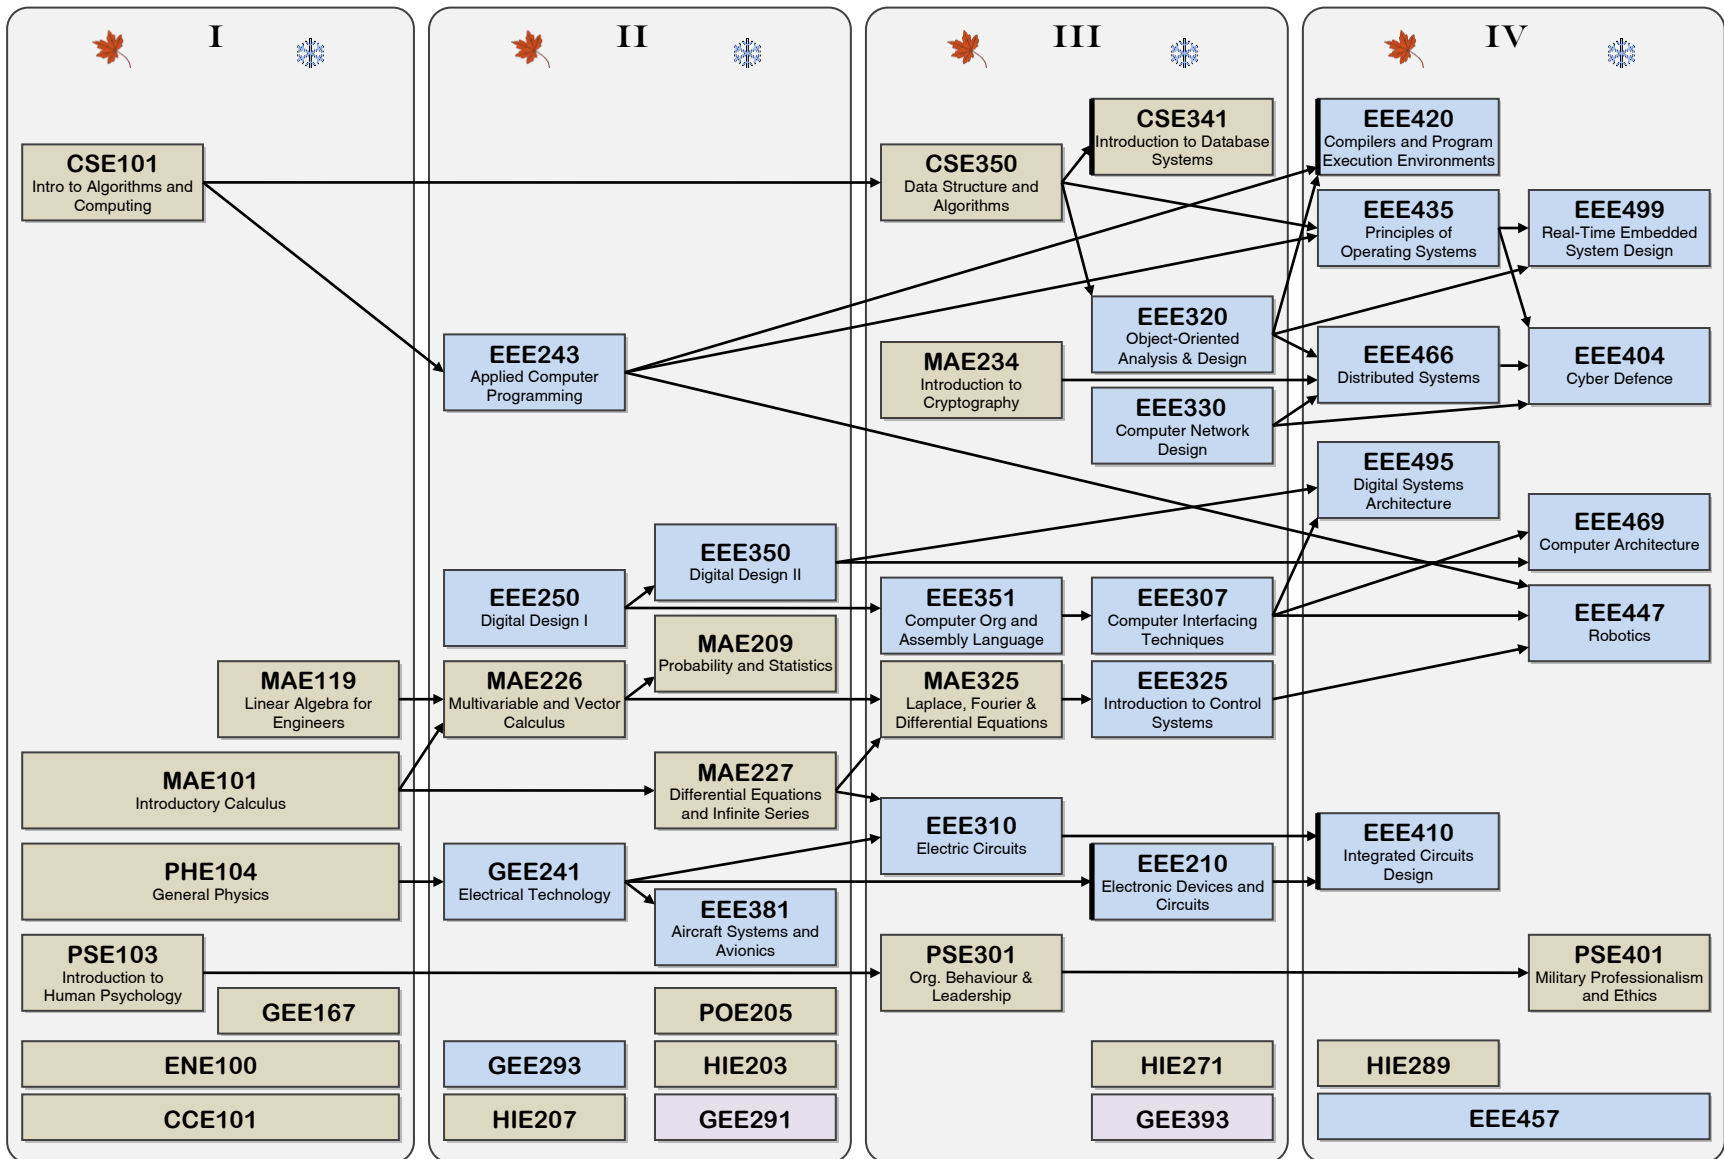 I
II
III
IV
CSE101
Intro to Algorithms and
Computing
MAE119
Linear Algebra for
Engineers
MAE101
Introductory Calculus
PHE104
General Physics
PSE103
Introduction to
Human Psychology
GEE167
ENE100
CCE101
EEE243
Applied Computer
Programming
EEE250
Digital Design I
EEE350
Digital Design II
MAE209
Probability and Statistics
MAE226
Multivariable and Vector
Calculus
MAE227
Differential Equations
and Infinite Series
GEE241
Electrical Technology
EEE381
Aircraft Systems and
Avionics
POE205
GEE293
HIE203
HIE207
GEE291
CSE341
Introduction to Database
Systems
CSE350
Data Structure and
Algorithms
EEE320
Object-Oriented
Analysis & Design
MAE234
Introduction to
Cryptography
EEE330
Computer Network
Design
EEE351
Computer Org and
Assembly Language
EEE307
Computer Interfacing
Techniques
MAE325
Laplace, Fourier &
Differential Equations
EEE325
Introduction to Control
Systems
EEE310
Electric Circuits
EEE210
Electronic Devices and
Circuits
PSE301
Org. Behaviour &
Leadership
HIE271
GEE393
EEE420
Compilers and Program
Execution Environments
EEE435
Principles of
Operating Systems
EEE499
Real-Time Embedded
System Design
EEE466
Distributed Systems
EEE404
Cyber Defence
EEE495
Digital Systems
Architecture
EEE469
Computer Architecture
EEE447
Robotics
EEE410
Integrated Circuits
Design
PSE401
Military Professionalism
and Ethics
HIE289
EEE457